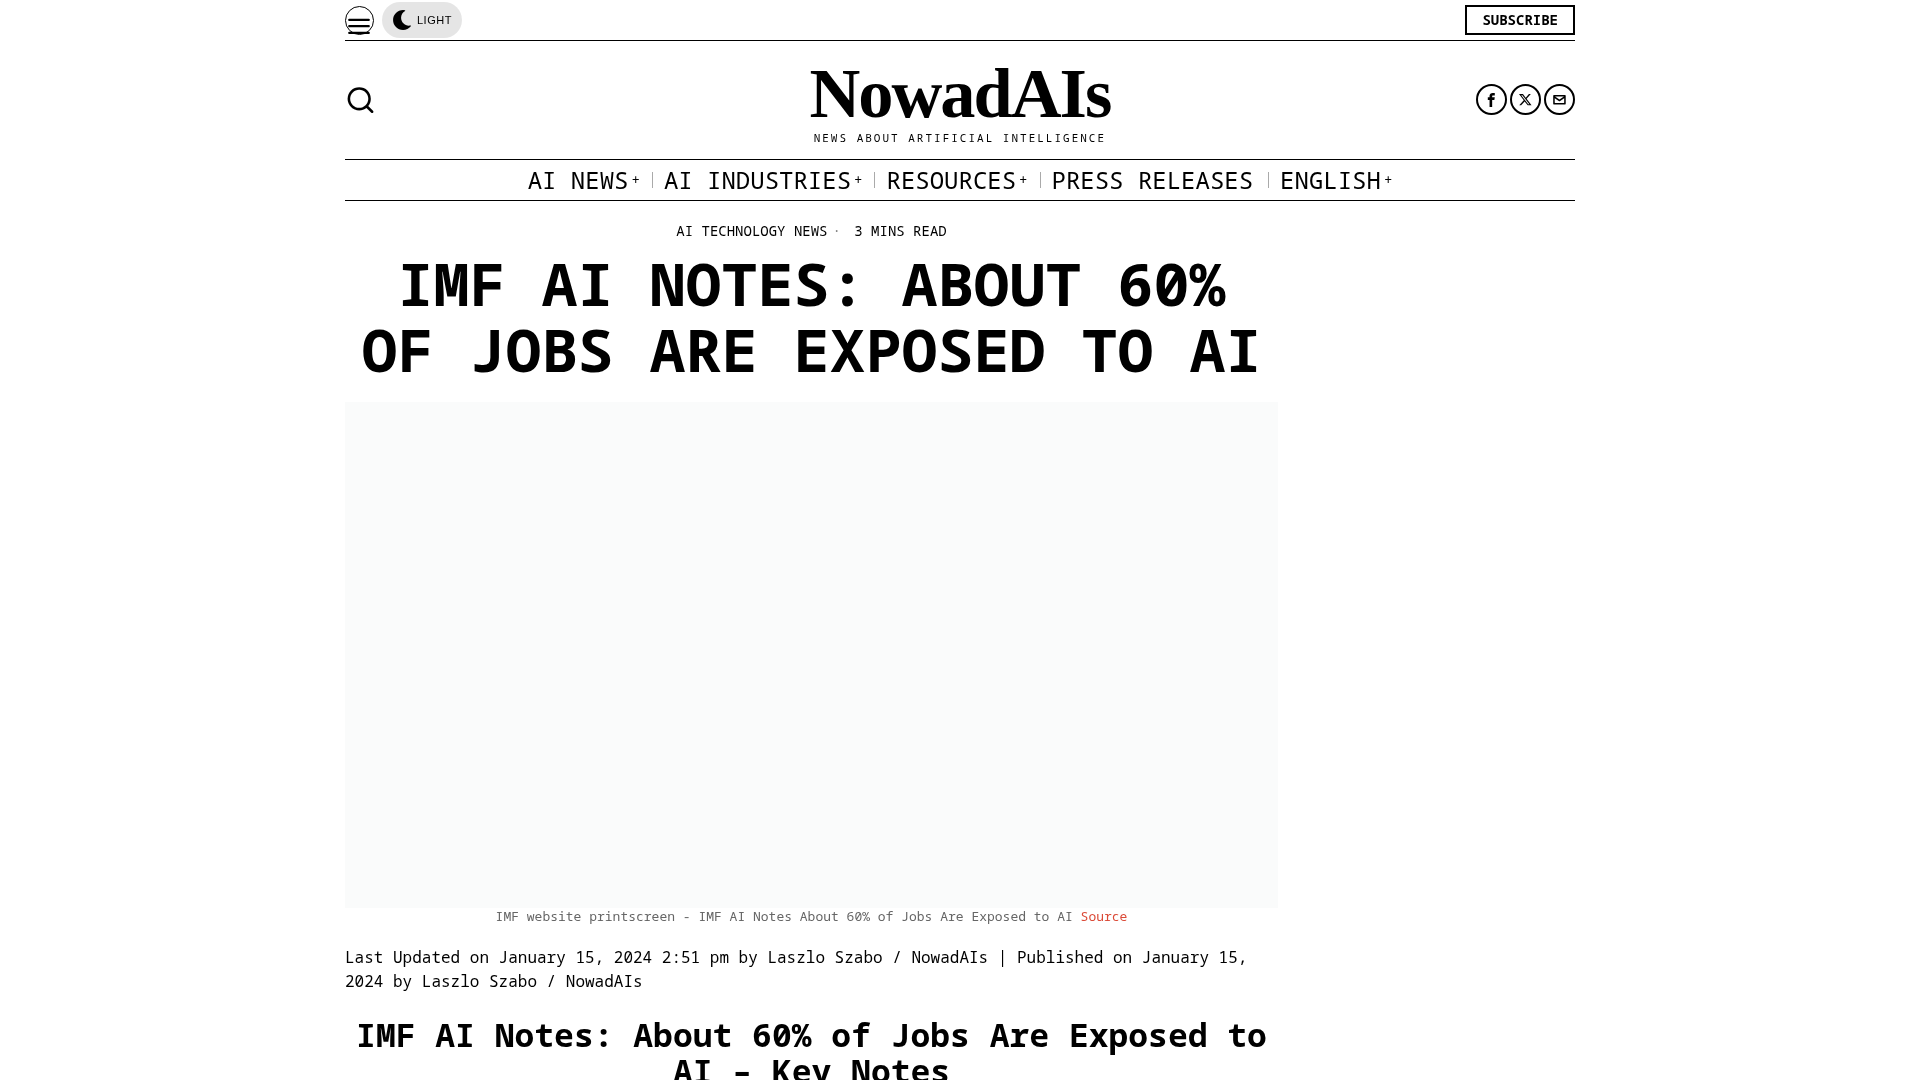 LIGHT
SUBSCRIBE
NowadAIs
NEWS ABOUT ARTIFICIAL INTELLIGENCE
AI NEWS+ AI INDUSTRIES+ RESOURCES+ PRESS RELEASES ENGLISH+
AI TECHNOLOGY NEWS · 3 MINS READ
IMF AI NOTES: ABOUT 60%
OF JOBS ARE EXPOSED TO AI
IMF website printscreen - IMF AI Notes About 60% of Jobs Are Exposed to AI Source
Last Updated on January 15, 2024 2:51 pm by Laszlo Szabo / NowadAIs | Published on January 15,
2024 by Laszlo Szabo / NowadAIs
IMF AI Notes: About 60% of Jobs Are Exposed to
AI – Key Notes